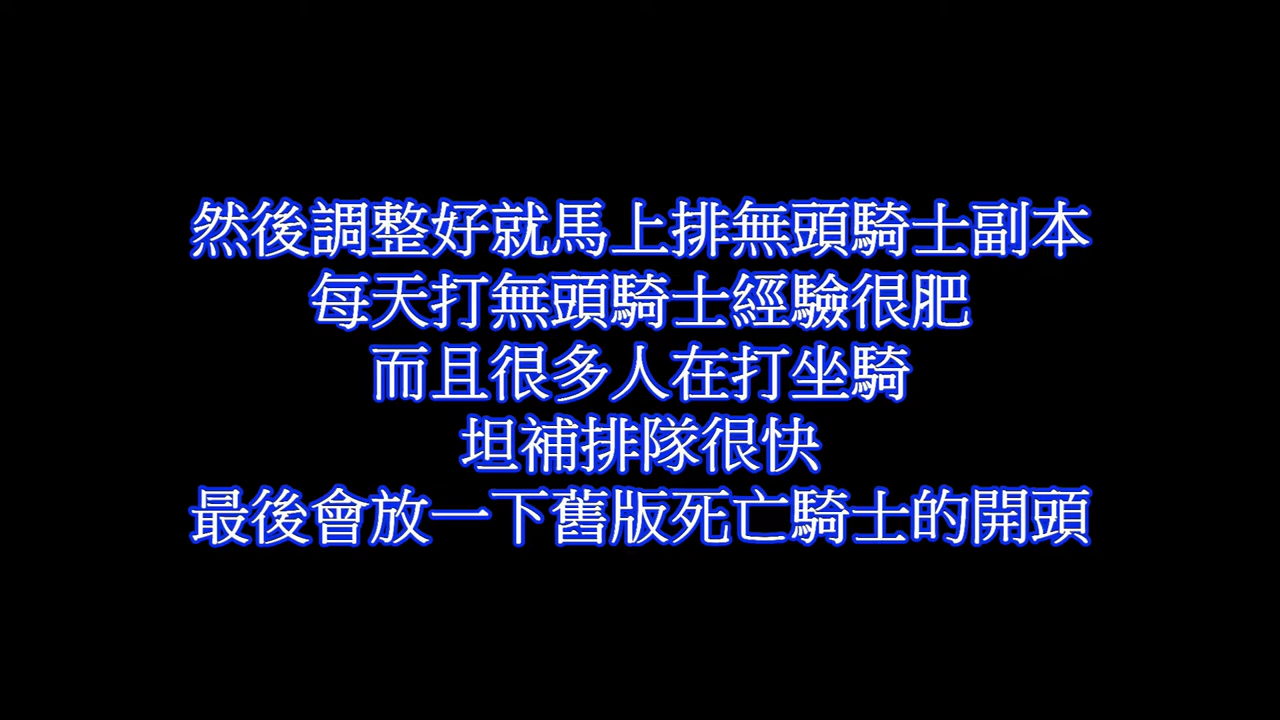 然後調整好就馬上排無頭騎士副本
每天打無頭騎士經驗很肥
而且很多人在打坐騎
坦補排隊很快
最後會放一下舊版死亡騎士的開頭